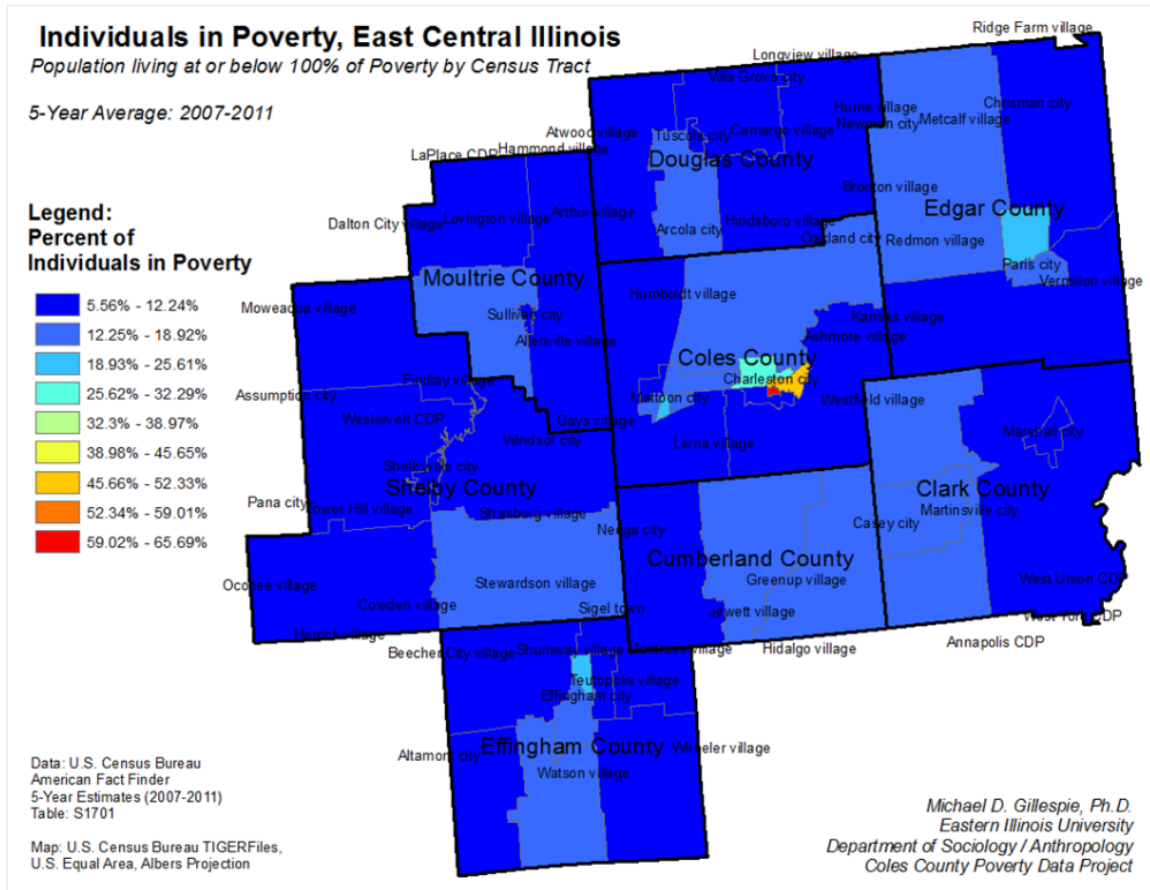 Individuals in Poverty, East Central Illinois
Population living at or below 100% of Poverty by Census Tract
5-Year Average: 2007-2011
Legend:
Percent of
Individuals in Poverty
5.56% - 12.24%
12.25% - 18.92%
18.93% - 25.61%
25.62% - 32.29%
32.3% - 38.97%
38.98% - 45.65%
45.66% - 52.33%
52.34% - 59.01%
59.02% - 65.69%
Ridge Farm village
Longview village
Villa Grove city
Chrisman city
Hume village
Metcalf village
Newman city
Atwood village
Tuscola city
Camargo village
Hammond village
LaPlace CDP
Douglas County
Brocton village
Edgar County
Arthur village
Lovington village
Dalton City village
Arcola city
Hindsboro village
Oakland city
Redmon village
Paris city
Vermilion village
Moultrie County
Humboldt village
Moweaqua village
Sullivan city
Kansas village
Allenville village
Ashmore village
Coles County
Findlay village
Charleston city
Assumption city
Mattoon city
Westfield village
Westervelt CDP
Gays village
Windsor city
Lerna village
Marshall city
Shelbyville city
Shelby County
Clark County
Pana city
Tower Hill village
Strasburg village
Martinsville city
Casey city
Neoga city
Cumberland County
Greenup village
West Union CDP
Oconee village
Stewardson village
Cowden village
Sigel town
Jewett village
West York CDP
Herrick village
Annapolis CDP
Beecher City village
Shumway village
Montrose village
Hidalgo village
Teutopolis village
Effingham city
Effingham County
Altamont city
Wheeler village
Watson village
Data: U.S. Census Bureau
American Fact Finder
5-Year Estimates (2007-2011)
Table: S1701
Map: U.S. Census Bureau TIGERFiles,
U.S. Equal Area, Albers Projection
Michael D. Gillespie, Ph.D.
Eastern Illinois University
Department of Sociology / Anthropology
Coles County Poverty Data Project